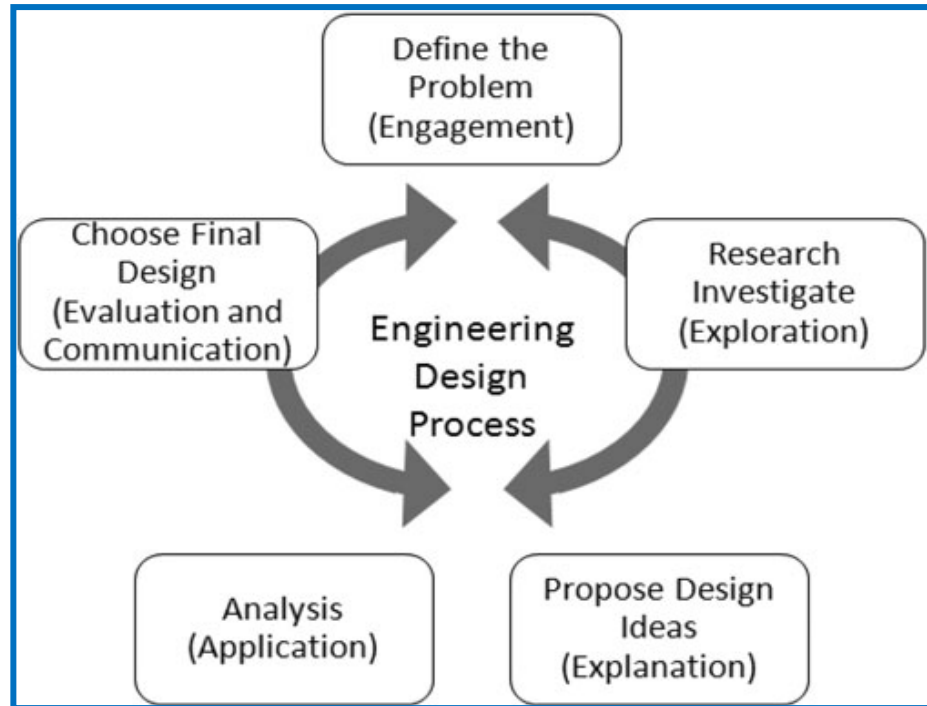 Define the
Problem
(Engagement)
Choose Final
Design
(Evaluation and
Communication)
Research
Investigate
(Exploration)
Engineering
Design
Process
Analysis
(Application)
Propose Design
Ideas
(Explanation)